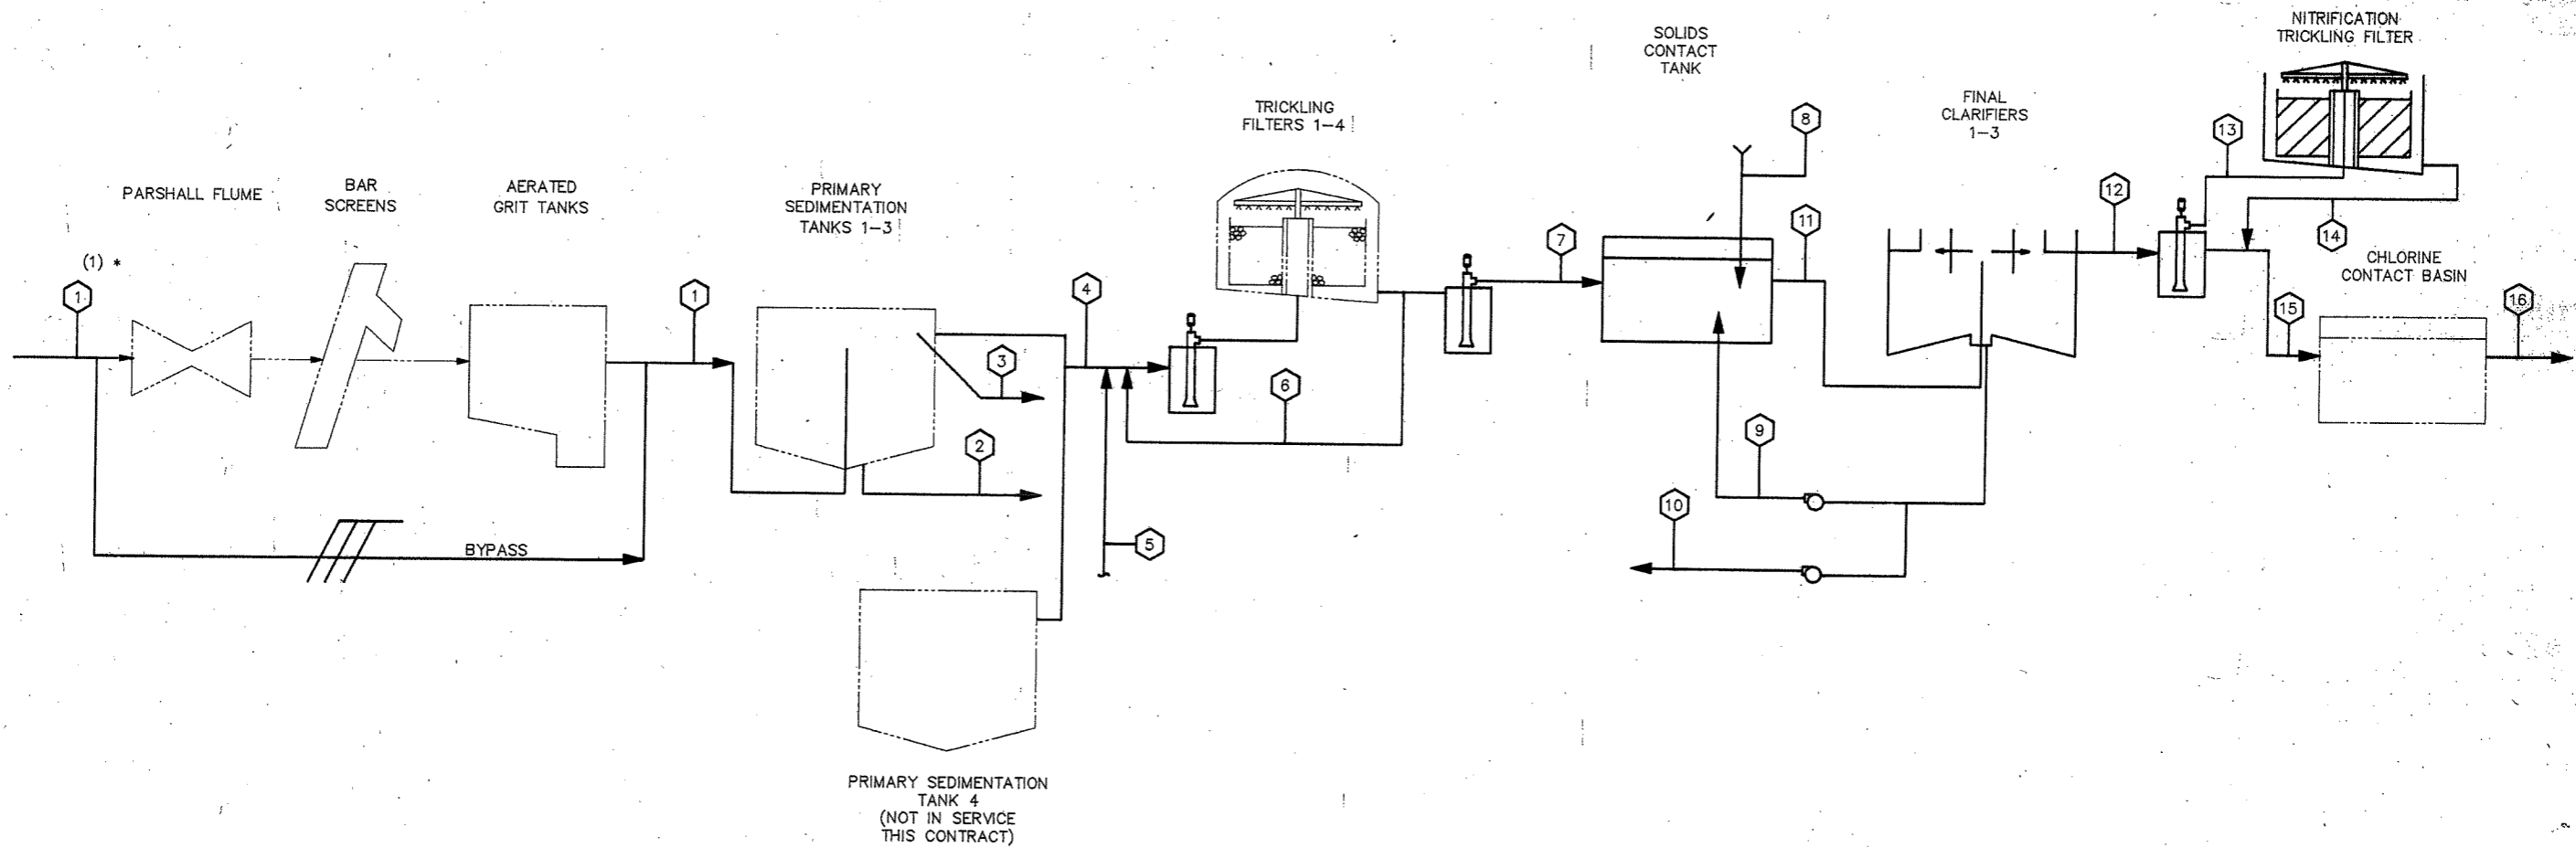 NITRIFICATION
TRICKLING FILTER
SOLIDS
CONTACT
TANK
FINAL
CLARIFIERS
1-3
TRICKLING
FILTERS 1-4
PARSHALL FLUME
BAR
SCREENS
AERATED
GRIT TANKS
PRIMARY
SEDIMENTATION
TANKS 1-3
CHLORINE
CONTACT BASIN
(1) *
1
1
2
3
4
5
6
7
8
9
10
11
12
13
14
15
16
BYPASS
PRIMARY SEDIMENTATION
TANK 4
(NOT IN SERVICE
THIS CONTRACT)